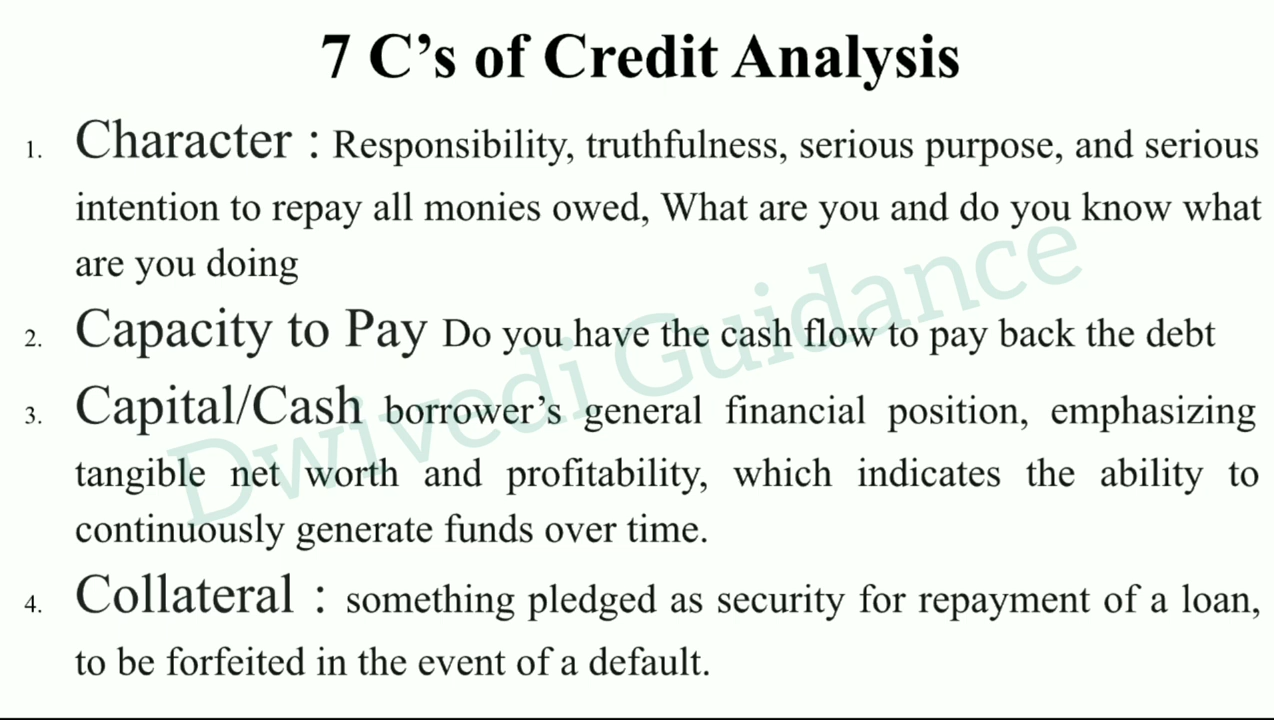 7 C’s of Credit Analysis
1. Character : Responsibility, truthfulness, serious purpose, and serious
intention to repay all monies owed, What are you and do you know what
are you doing
2. Capacity to Pay Do you have the cash flow to pay back the debt
3. Capital/Cash borrower’s general financial position, emphasizing
tangible net worth and profitability, which indicates the ability to
continuously generate funds over time.
4. Collateral : something pledged as security for repayment of a loan,
to be forfeited in the event of a default.
Dwivedi Guidance